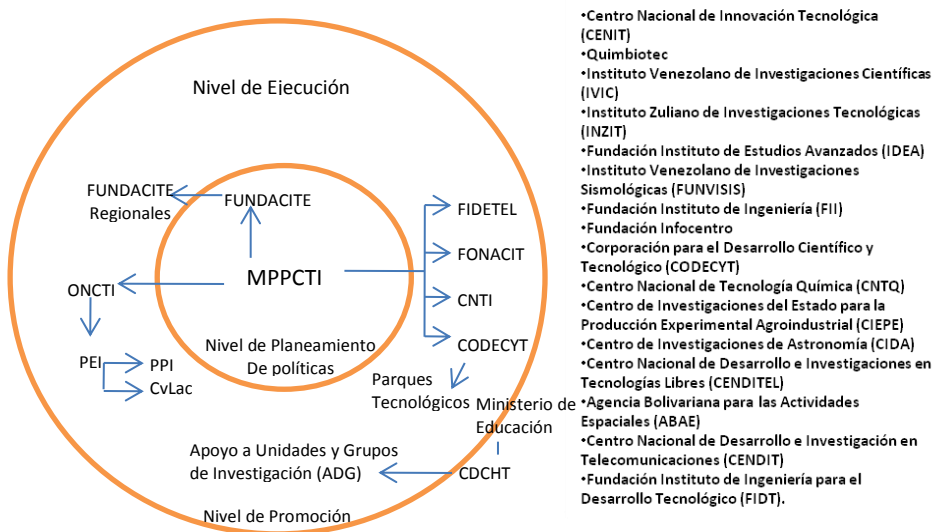 Nivel de Ejecución
FUNDACITE
Regionales
FUNDACITE
FIDETEL
FONACIT
MPPCTI
ONCTI
CNTI
Nivel de Planeamiento
De políticas
CODECYT
PEI
PPI
CvLac
Parques
Tecnológicos
Ministerio de
Educación
Apoyo a Unidades y Grupos
de Investigación (ADG)
CDCHT
Nivel de Promoción
•Centro Nacional de Innovación Tecnológica
(CENIT)
•Quimbiotec
•Instituto Venezolano de Investigaciones Científicas
(IVIC)
•Instituto Zuliano de Investigaciones Tecnológicas
(INZIT)
•Fundación Instituto de Estudios Avanzados (IDEA)
•Instituto Venezolano de Investigaciones
Sismológicas (FUNVISIS)
•Fundación Instituto de Ingeniería (FII)
•Fundación Infocentro
•Corporación para el Desarrollo Científico y
Tecnológico (CODECYT)
•Centro Nacional de Tecnología Química (CNTQ)
•Centro de Investigaciones del Estado para la
Producción Experimental Agroindustrial (CIEPE)
•Centro de Investigaciones de Astronomía (CIDA)
•Centro Nacional de Desarrollo e Investigaciones en
Tecnologías Libres (CENDITEL)
•Agencia Bolivariana para las Actividades
Espaciales (ABAE)
•Centro Nacional de Desarrollo e Investigación en
Telecomunicaciones (CENDIT)
•Fundación Instituto de Ingeniería para el
Desarrollo Tecnológico (FIDT).